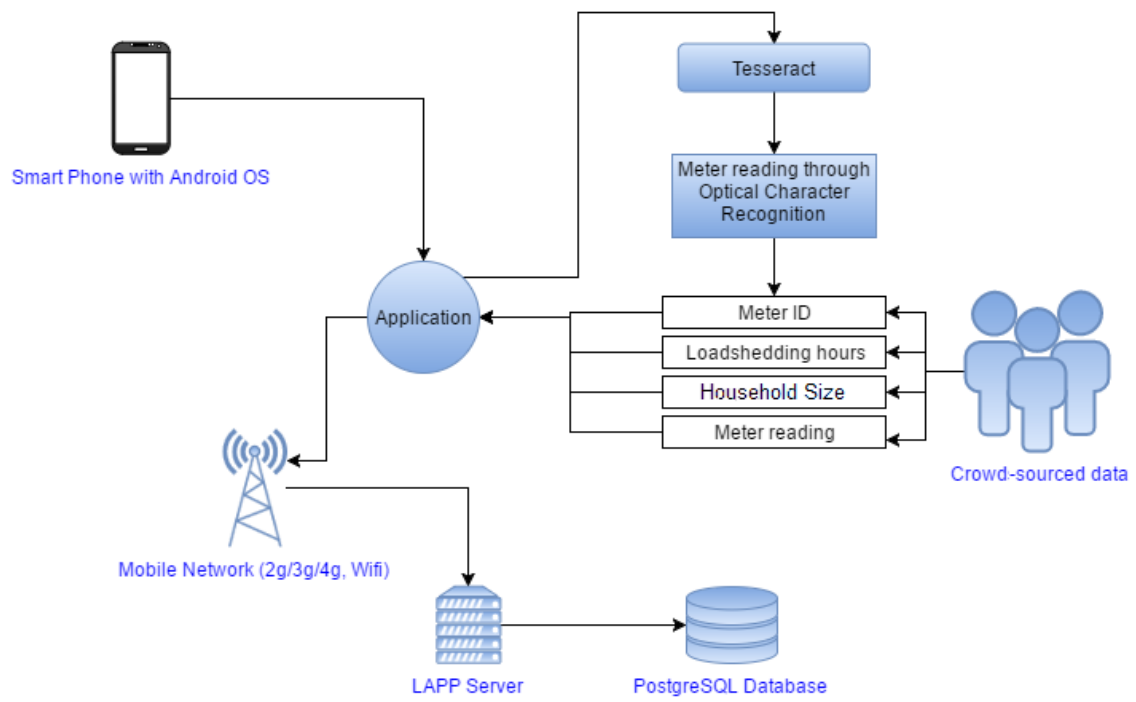 Tesseract
Smart Phone with Android OS
Meter reading through
Optical Character
Recognition
Application
Meter ID
Loadshedding hours
Household Size
Meter reading
Crowd-sourced data
Mobile Network (2g/3g/4g, Wifi)
LAPP Server
PostgreSQL Database